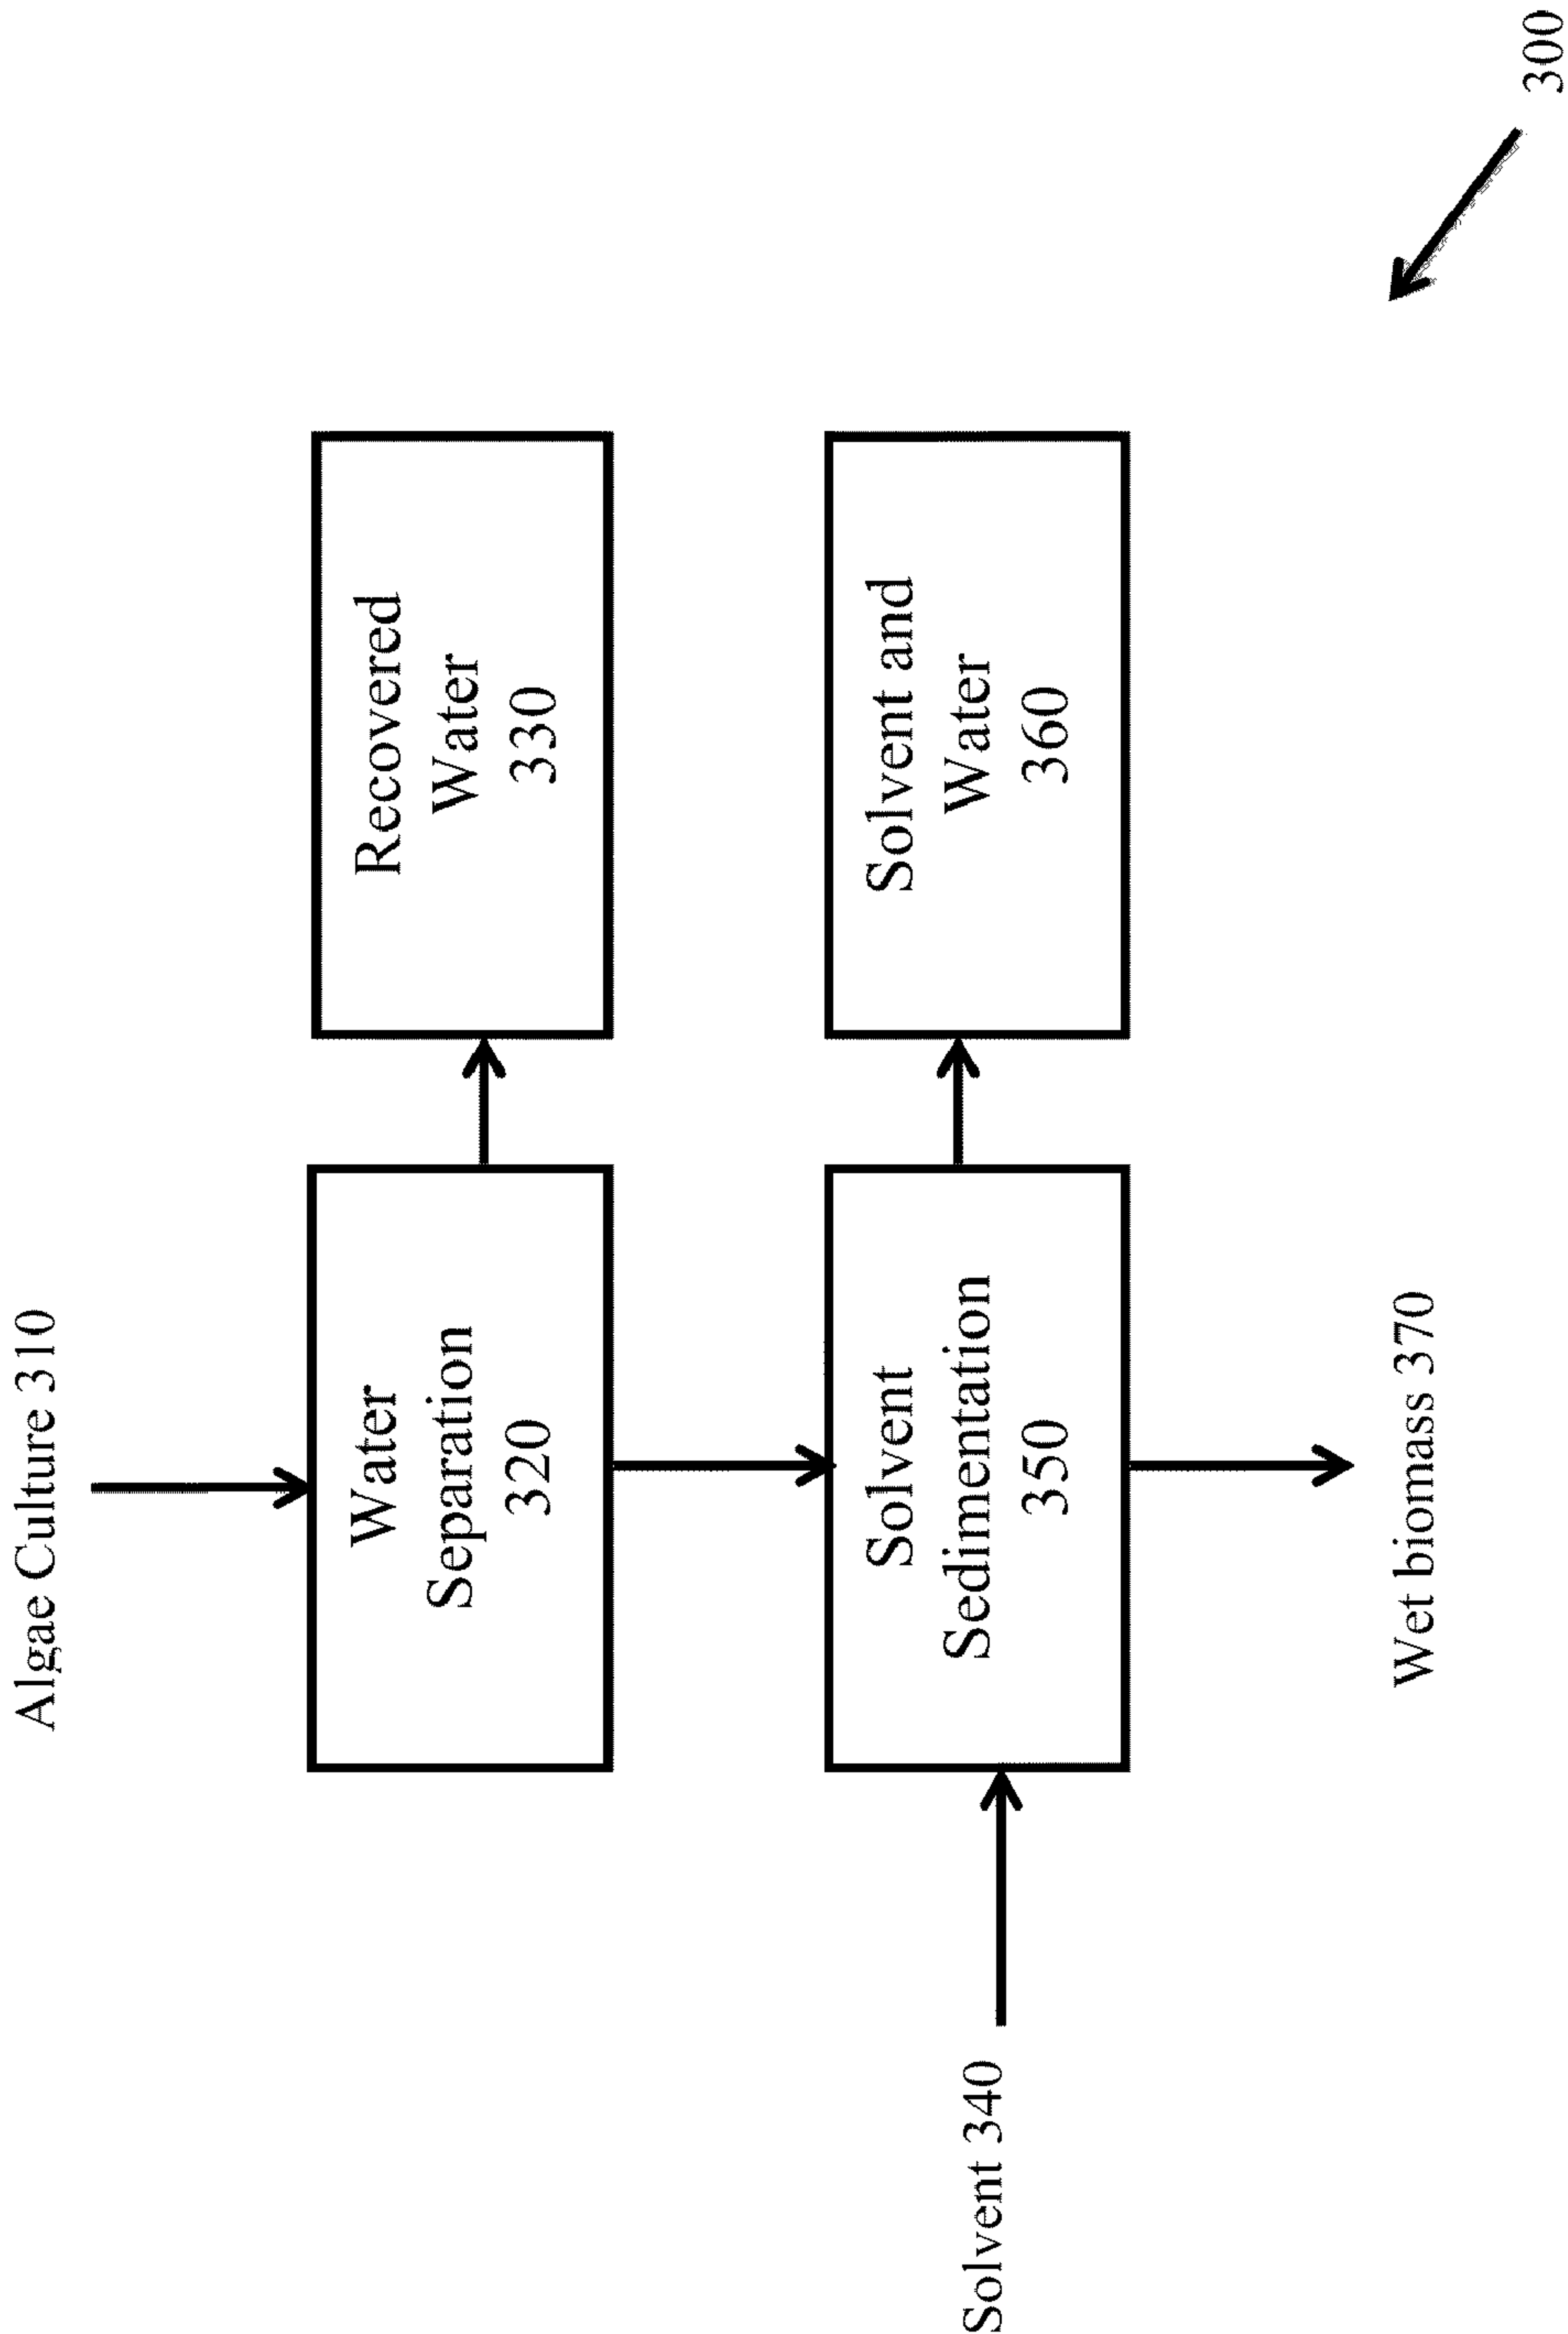 Algae Culture 310
Water
Separation
320
Recovered
Water
330
Solvent 340
Solvent
Sedimentation
350
Solvent and
Water
360
Wet biomass 370
300